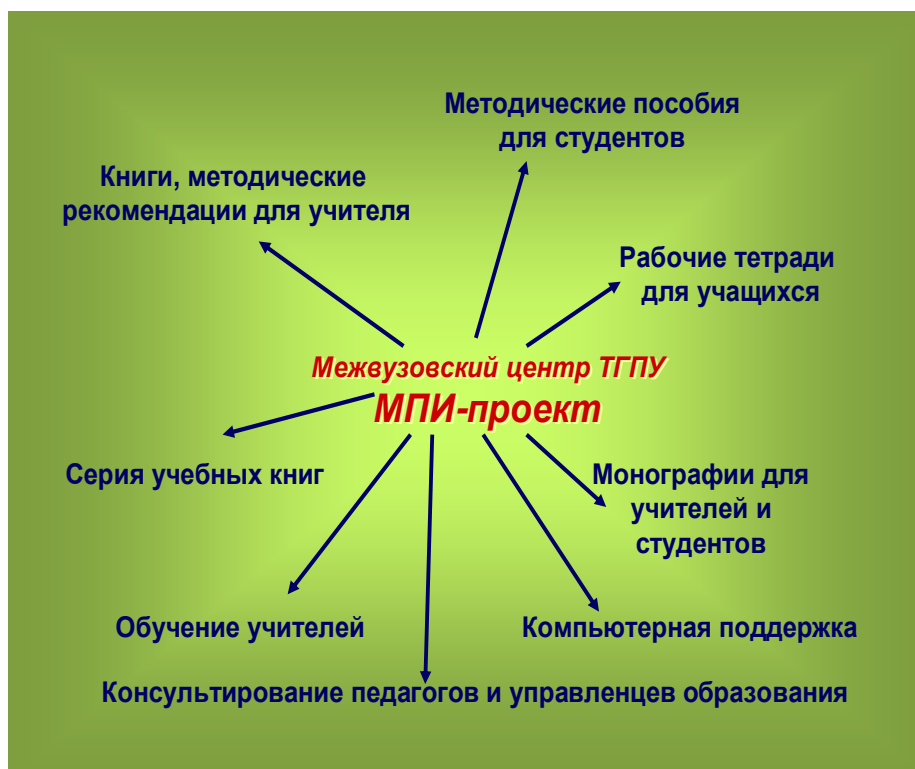 Методические пособия
для студентов
Книги, методические
рекомендации для учителя
Рабочие тетради
для учащихся
Межвузовский центр ТГПУ
МПИ-проект
Серия учебных книг
Монографии для
учителей и
студентов
Обучение учителей
Компьютерная поддержка
Консультирование педагогов и управленцев образования